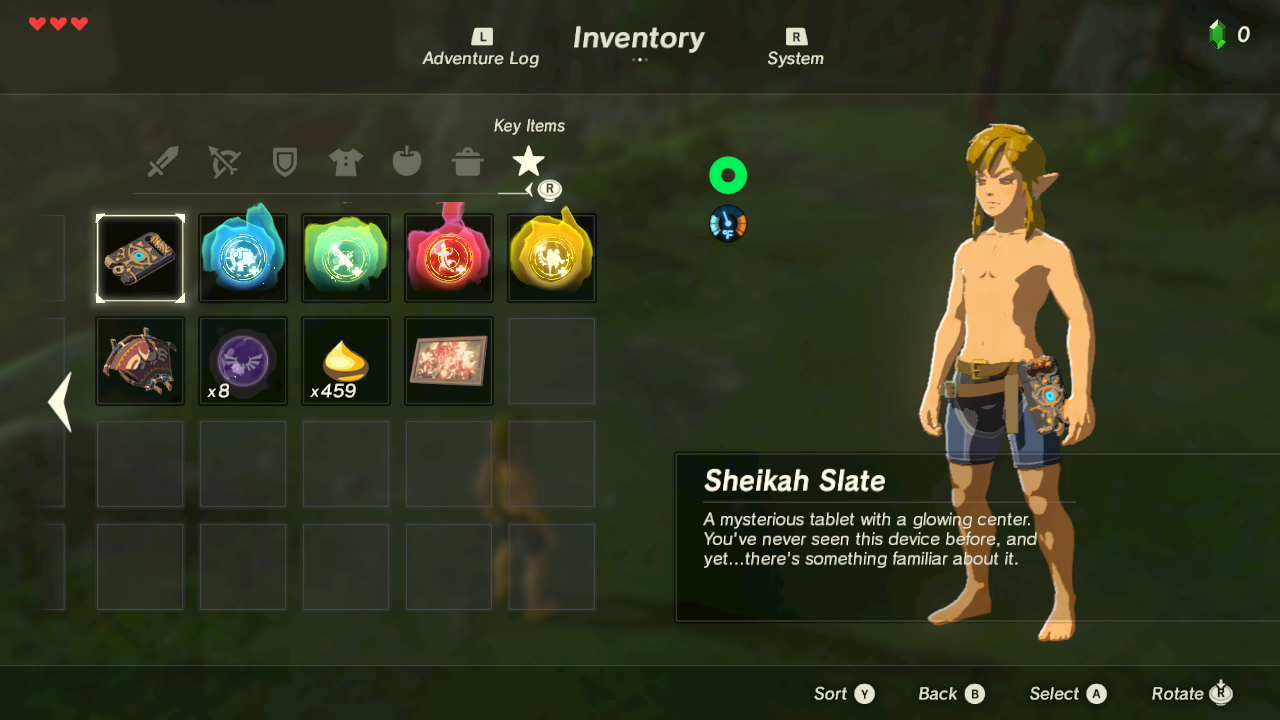 L
Inventory
R
0
Adventure Log
System
Key Items
R
°F
x8
x459
Sheikah Slate
A mysterious tablet with a glowing center.
You've never seen this device before, and
yet...there's something familiar about it.
Sort Y
Back B
Select A
Rotate R